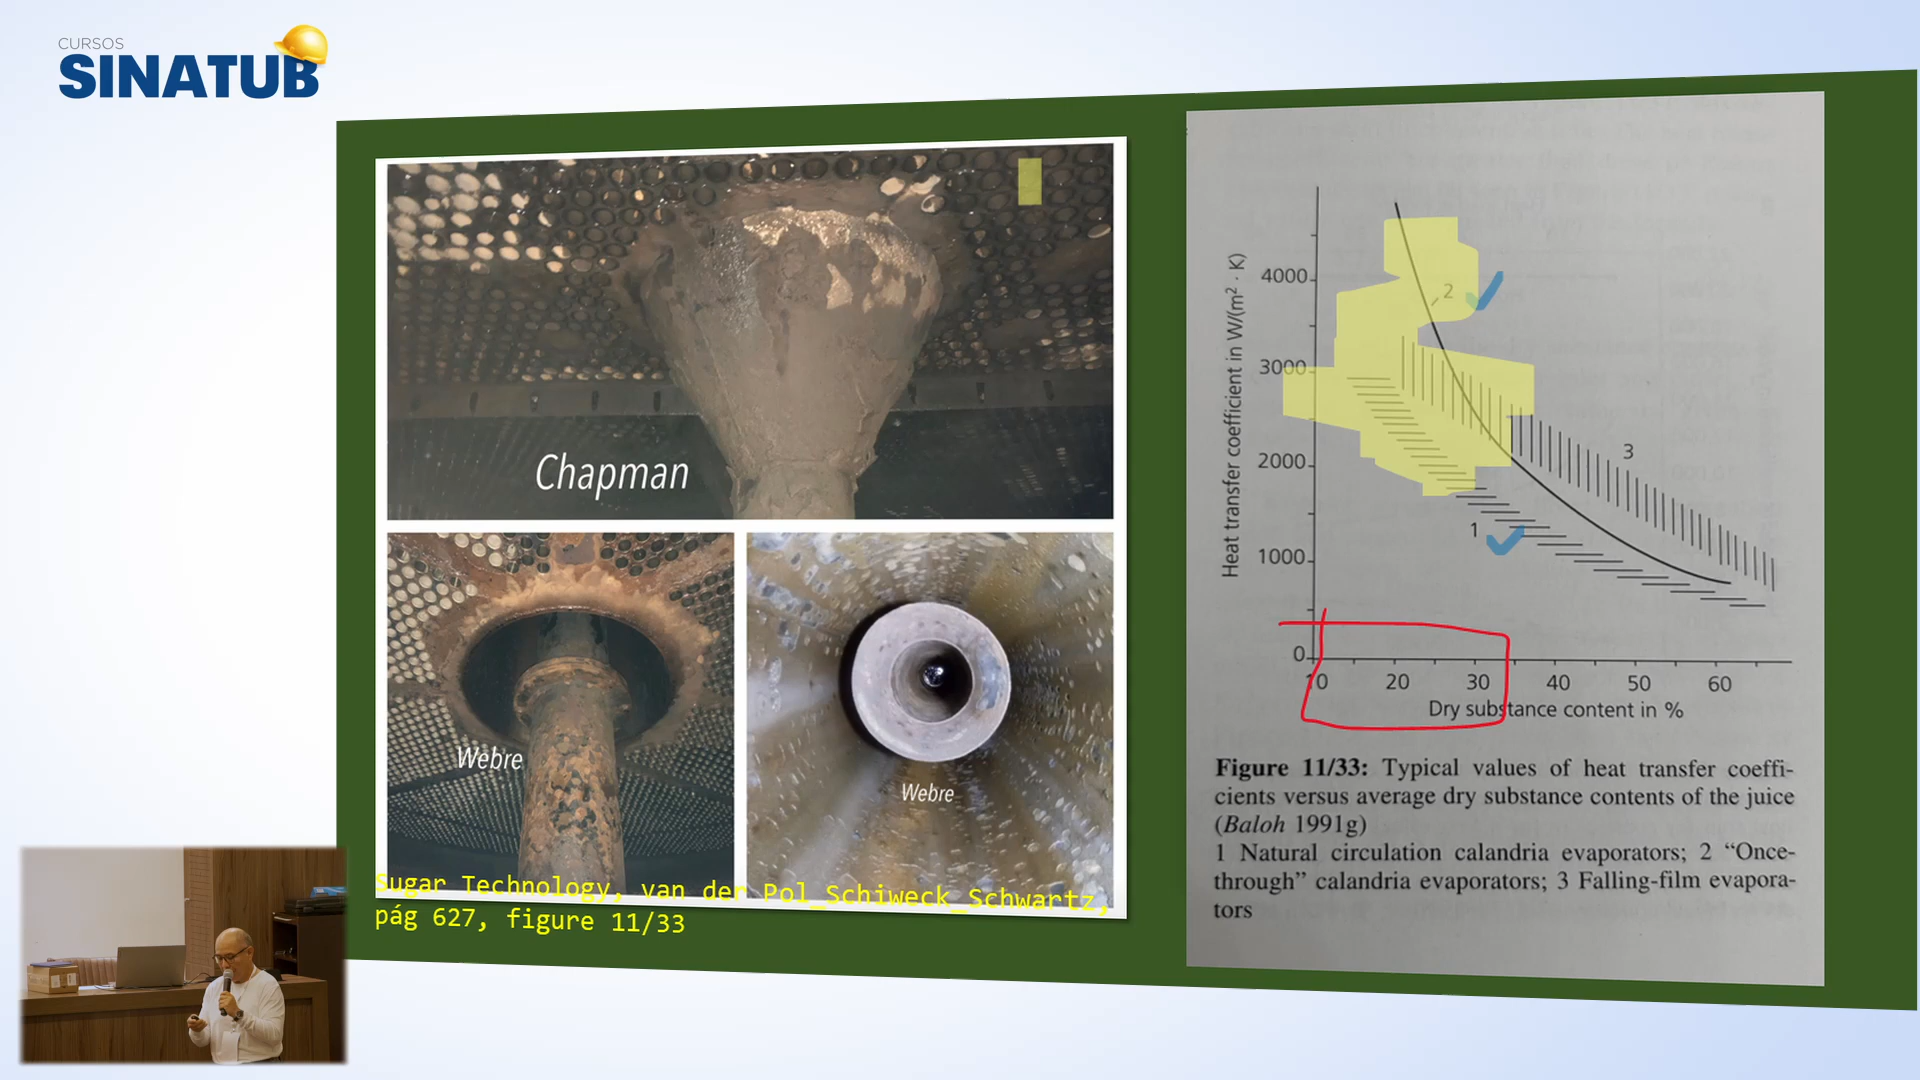 CURSOS
SINATUB
Chapman
Webre
Webre
Sugar Technology, van der Pol_Schiweck_Schwartz,
pág 627, figure 11/33
Heat transfer coefficient in W/(m² · K)
4000
3000
2000
1000
0
2
3
1
10 20 30 40 50 60
Dry substance content in %
Figure 11/33: Typical values of heat transfer coeffi-
cients versus average dry substance contents of the juice
(Baloh 1991g)
1 Natural circulation calandria evaporators; 2 “Once-
through” calandria evaporators; 3 Falling-film evapora-
tors